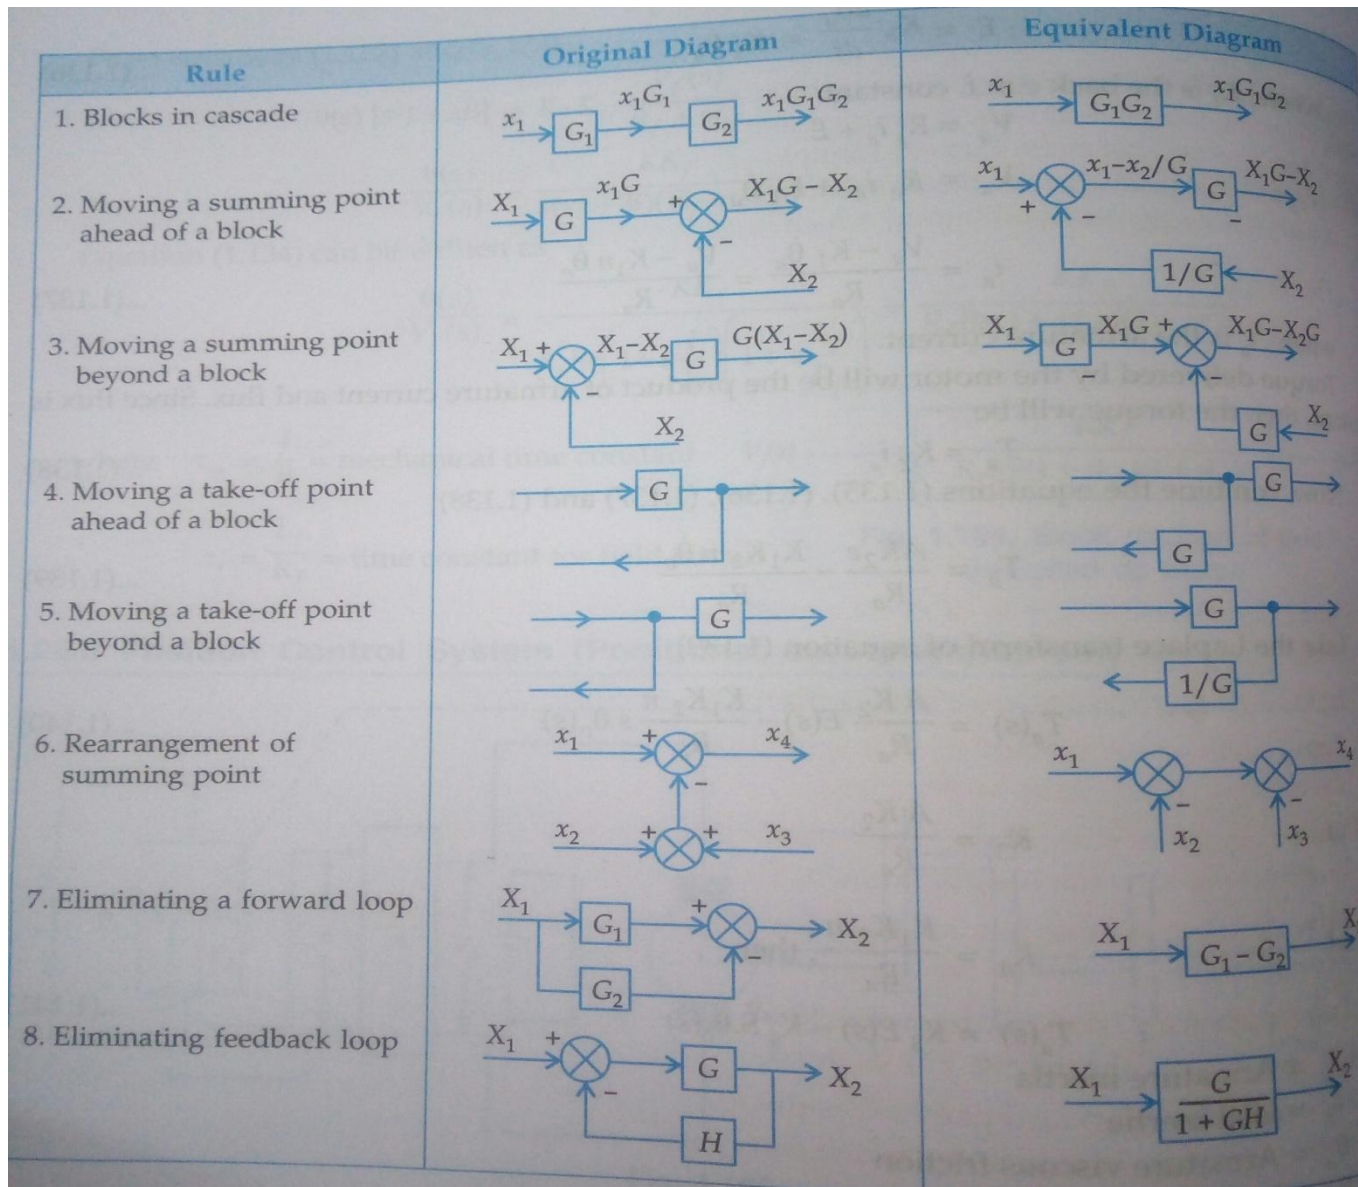 Rule
Original Diagram
Equivalent Diagram
1. Blocks in cascade
x₁
G₁
x₁G₁
G₂
x₁G₁G₂
x₁
G₁G₂
x₁G₁G₂
2. Moving a summing point
ahead of a block
X₁
G
x₁G
+
X₁G – X₂
–
X₂
x₁
+
x₁–x₂/G
–
G
–
X₁G–X₂
1/G
X₂
3. Moving a summing point
beyond a block
X₁ +
X₁–X₂
G
G(X₁–X₂)
–
X₂
X₁
G
–
X₁G +
X₁G–X₂G
G
X₂
4. Moving a take-off point
ahead of a block
G
G
G
5. Moving a take-off point
beyond a block
G
G
1/G
6. Rearrangement of
summing point
x₁
+
x₄
–
x₂
+
+
x₃
x₁
–
x₂
–
x₃
x₄
7. Eliminating a forward loop
X₁
G₁
+
X₂
–
G₂
X₁
G₁ – G₂
X
8. Eliminating feedback loop
X₁
+
–
G
X₂
H
X₁
G
1 + GH
X₂